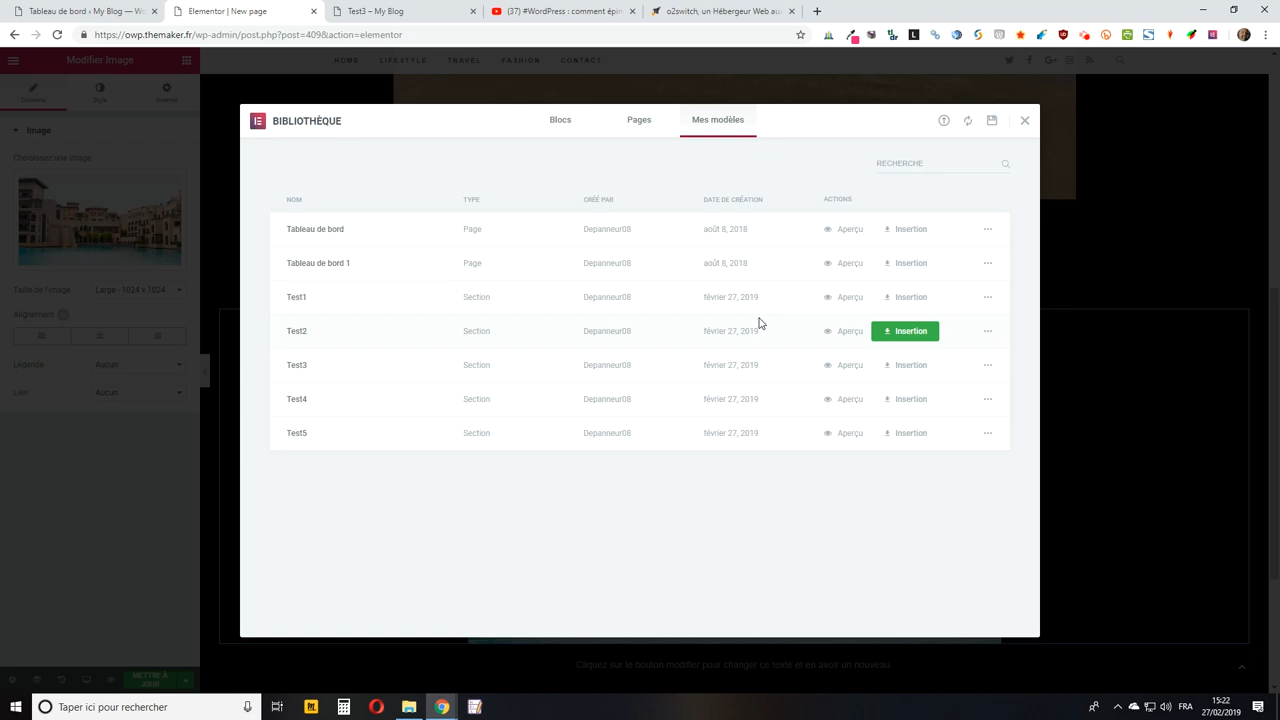 Tableau de bord ‹ My Blog — Wo
Elementor | New
Test3 – My Blog
(37) #WordPress : Comment épin
o2switch, un Hébergeur Web au
https://owp.themaker.fr/wp-admin/post.php?post=409&action=elementor
Modifier Image
HOME LIFESTYLE TRAVEL FASHION CONTACT
Contenu Style Avancé
Image
Choisissez une image
Taille de l'image Large - 1024 x 1024
Alignement
Légende Aucun
Lien Aucun
METTRE À JOUR
BIBLIOTHÈQUE Blocs Pages Mes modèles
RECHERCHE
NOM TYPE CRÉÉ PAR DATE DE CRÉATION ACTIONS
Tableau de bord Page Depanneur08 août 8, 2018 Aperçu Insertion
Tableau de bord 1 Page Depanneur08 août 8, 2018 Aperçu Insertion
Test1 Section Depanneur08 février 27, 2019 Aperçu Insertion
Test2 Section Depanneur08 février 27, 2019 Aperçu Insertion
Test3 Section Depanneur08 février 27, 2019 Aperçu Insertion
Test4 Section Depanneur08 février 27, 2019 Aperçu Insertion
Test5 Section Depanneur08 février 27, 2019 Aperçu Insertion
Cliquez sur le bouton modifier pour changer ce texte et en avoir un nouveau.
Taper ici pour rechercher
FRA
15:22
27/02/2019